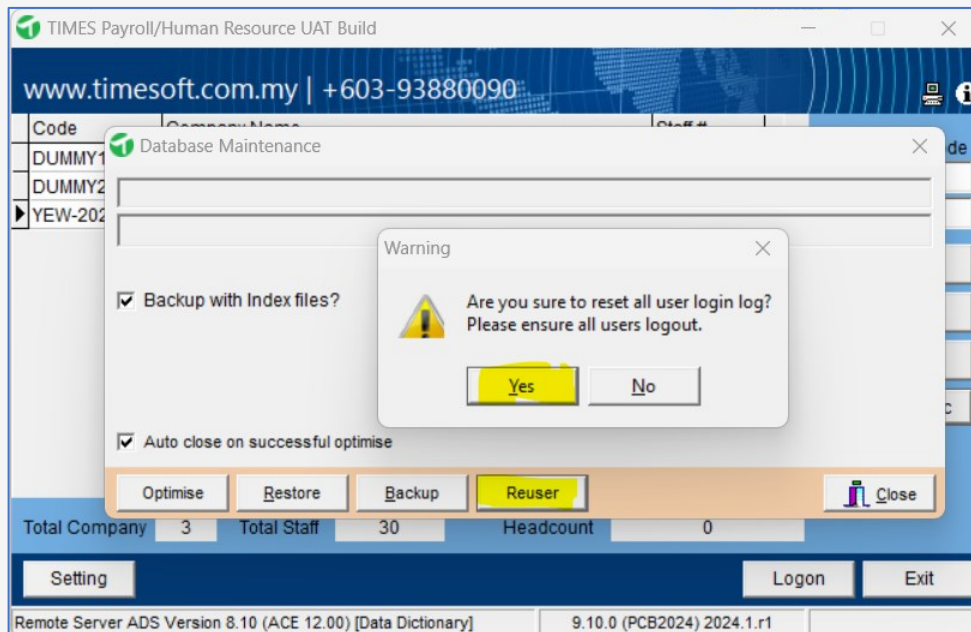 TIMES Payroll/Human Resource UAT Build
www.timesoft.com.my | +603-93880090
Code
DUMMY1
DUMMY2
YEW-202
Database Maintenance
Warning
Backup with Index files?
Are you sure to reset all user login log?
Please ensure all users logout.
Yes No
Auto close on successful optimise
Optimise Restore Backup Reuser Close
Total Company 3 Total Staff 30 Headcount 0
Setting Logon Exit
Remote Server ADS Version 8.10 (ACE 12.00) [Data Dictionary] 9.10.0 (PCB2024) 2024.1.r1